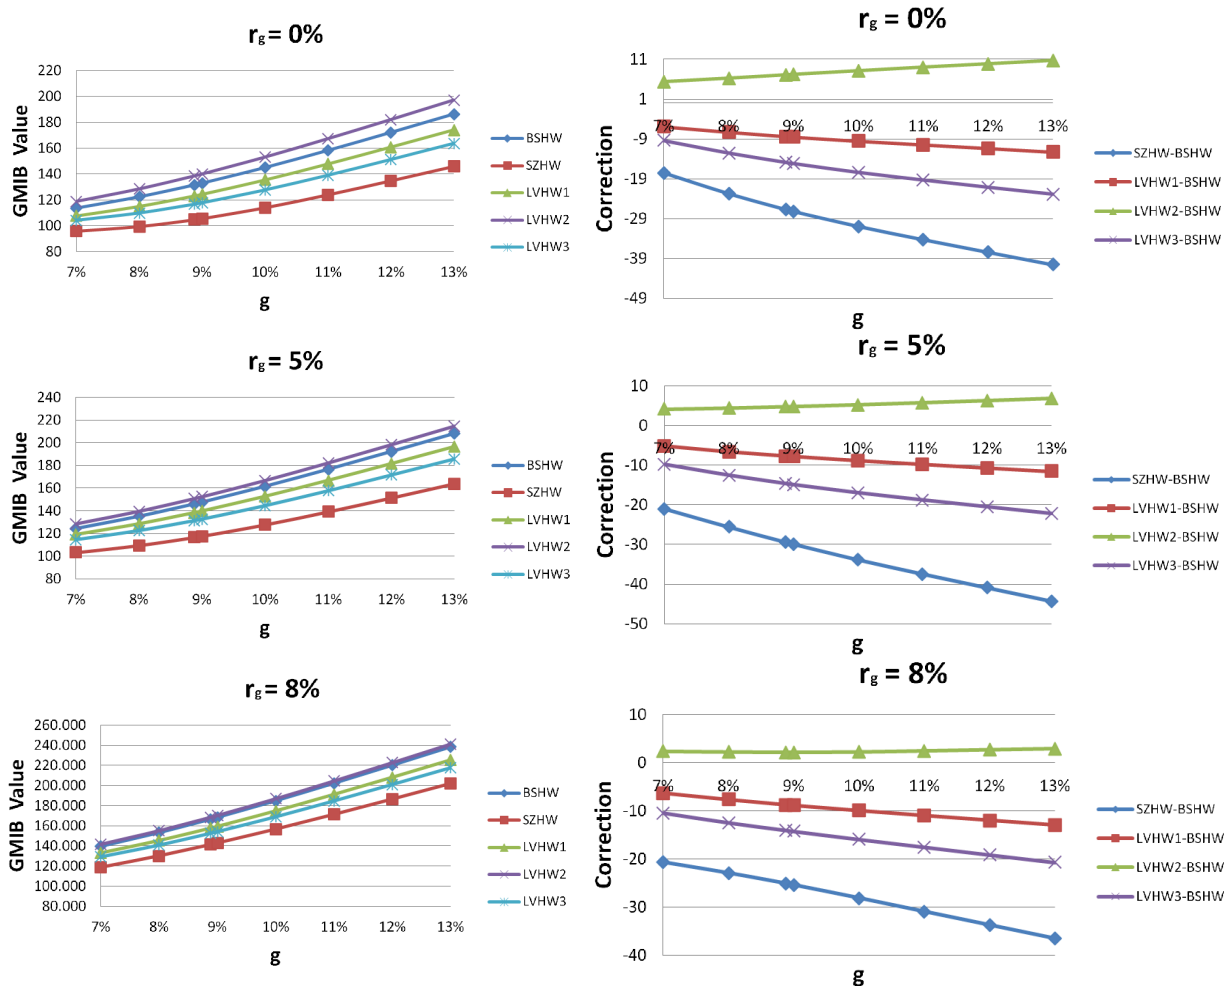 r_g = 0%
GMIB Value
220
200
180
160
140
120
100
80
7% 8% 9% 10% 11% 12% 13%
g
BSHW
SZHW
LVHW1
LVHW2
LVHW3
r_g = 0%
Correction
11
1
-9
-19
-29
-39
-49
7% 8% 9% 10% 11% 12% 13%
g
SZHW-BSHW
LVHW1-BSHW
LVHW2-BSHW
LVHW3-BSHW
r_g = 5%
GMIB Value
240
220
200
180
160
140
120
100
80
7% 8% 9% 10% 11% 12% 13%
g
BSHW
SZHW
LVHW1
LVHW2
LVHW3
r_g = 5%
Correction
10
0
-10
-20
-30
-40
-50
7% 8% 9% 10% 11% 12% 13%
g
SZHW-BSHW
LVHW1-BSHW
LVHW2-BSHW
LVHW3-BSHW
r_g = 8%
GMIB Value
260.000
240.000
220.000
200.000
180.000
160.000
140.000
120.000
100.000
80.000
7% 8% 9% 10% 11% 12% 13%
g
BSHW
SZHW
LVHW1
LVHW2
LVHW3
r_g = 8%
Correction
10
0
-10
-20
-30
-40
7% 8% 9% 10% 11% 12% 13%
g
SZHW-BSHW
LVHW1-BSHW
LVHW2-BSHW
LVHW3-BSHW